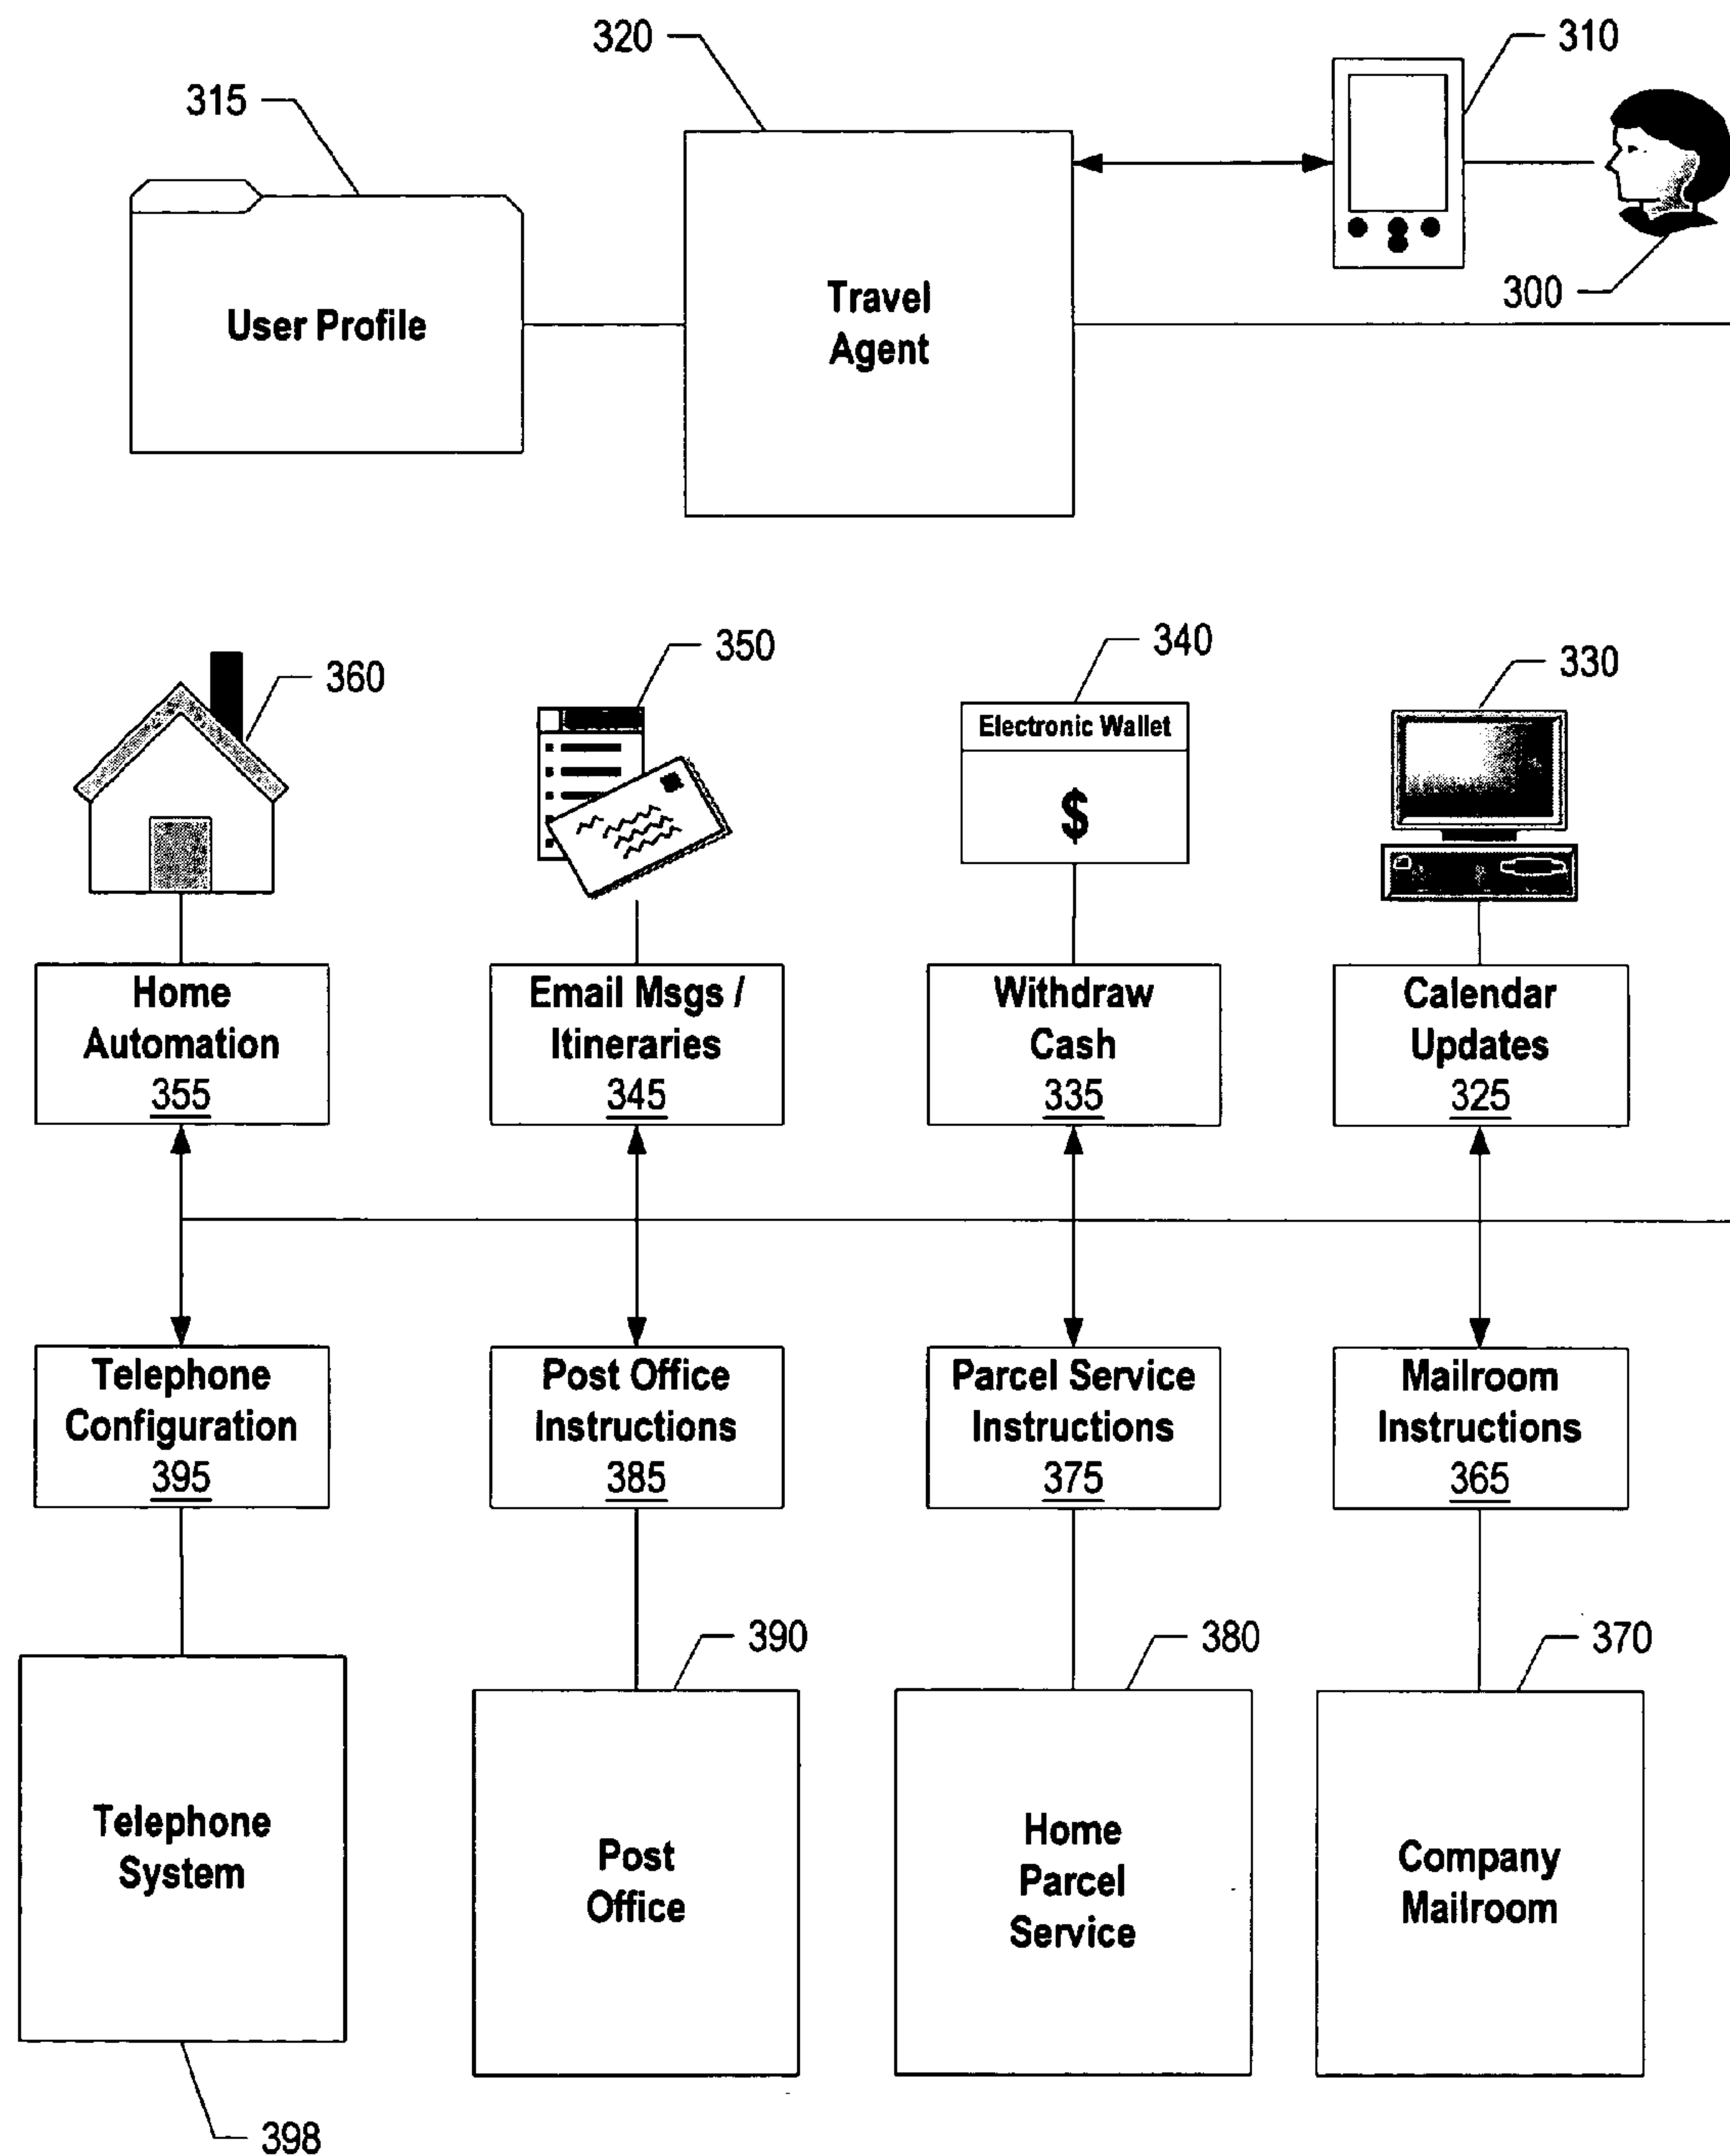 320
310
315
User Profile
Travel
Agent
300
360
350
340
330
Electronic Wallet
$
Home
Automation
355
Email Msgs /
Itineraries
345
Withdraw
Cash
335
Calendar
Updates
325
Telephone
Configuration
395
Post Office
Instructions
385
Parcel Service
Instructions
375
Mailroom
Instructions
365
390
380
370
Telephone
System
Post
Office
Home
Parcel
Service
Company
Mailroom
398